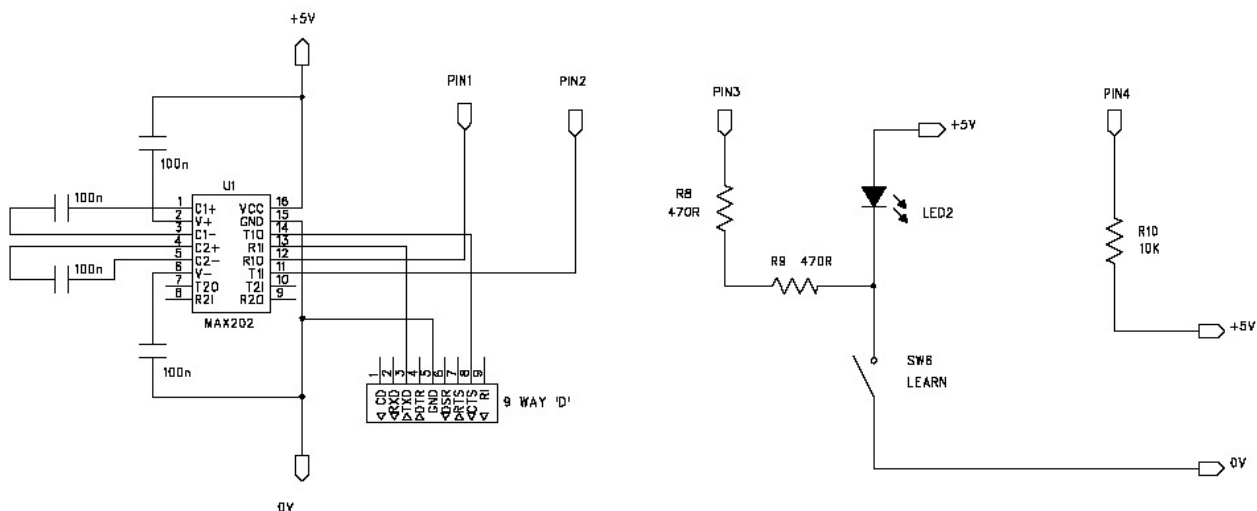 +5V
PIN1
PIN2
PIN3
PIN4
+5V
100n
100n
U1
R8
470R
LED2
R10
10K
1 C1+ VCC 16
2 V+ GND 15
3 C1- T1O 14
4 C2+ R1I 13
5 C2- R1O 12
6 V- T1I 11
7 T2O T2I 10
8 R2I R2O 9
100n
R9 470R
MAX202
+5V
100n
SW6
LEARN
1 2 3 4 5 6 7 8 9
CD RXD TXD DTR GND DSR RTS CTS RI
9 WAY 'D'
0V
0V